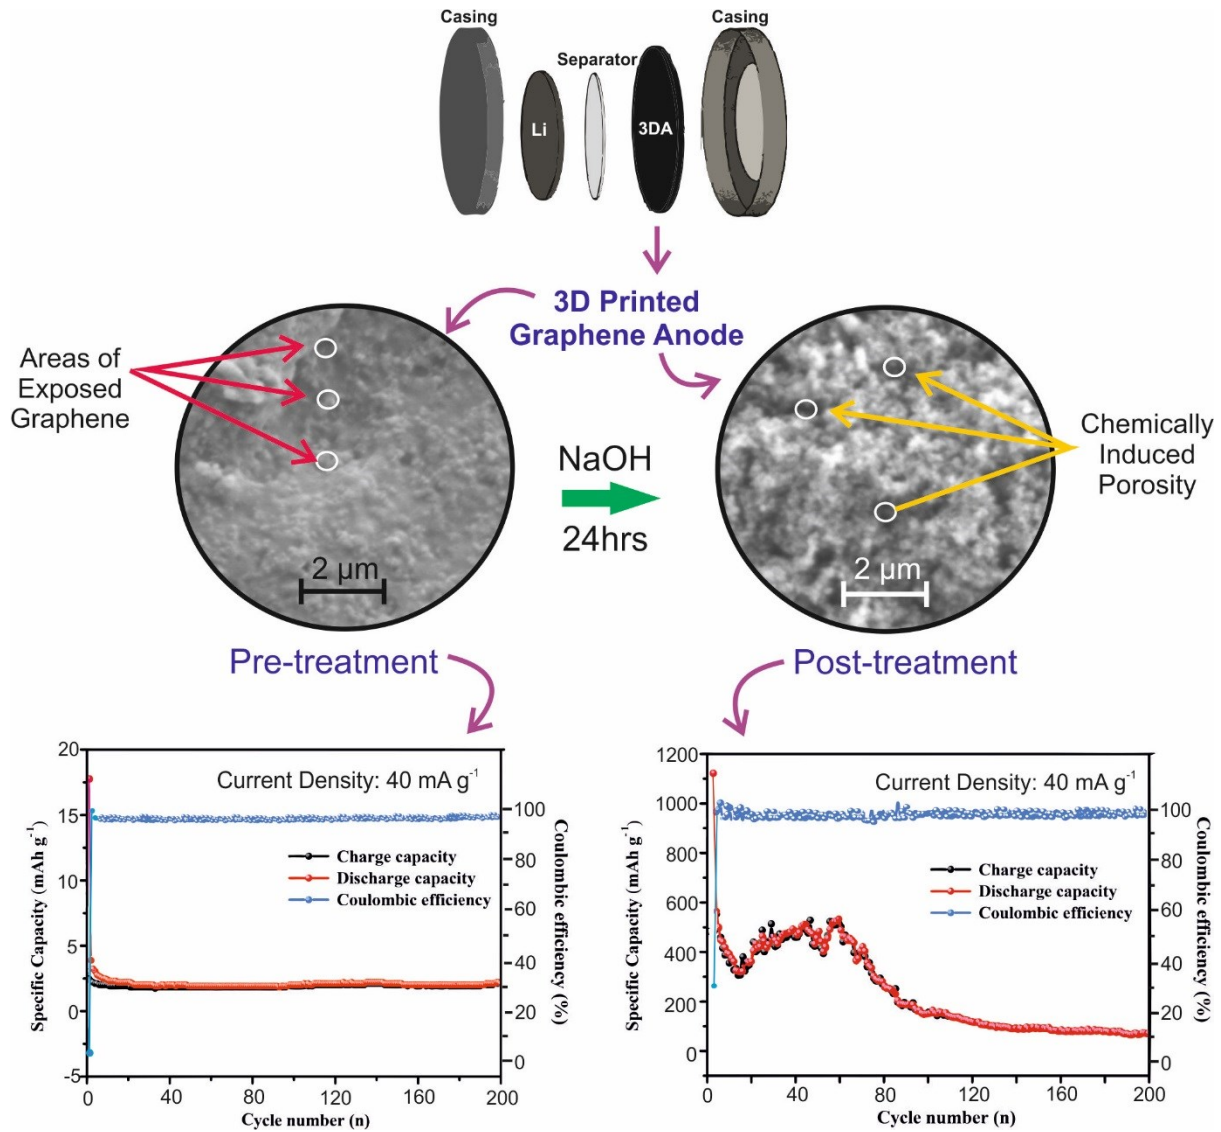 Casing
Casing
Separator
Li
3DA
3D Printed
Graphene Anode
Areas of
Exposed
Graphene
NaOH
24hrs
Chemically
Induced
Porosity
2 µm
2 µm
Pre-treatment
Post-treatment
20
15
10
5
0
-5
Specific Capacity (mAh g⁻¹)
Current Density: 40 mA g⁻¹
Charge capacity
Discharge capacity
Coulombic efficiency
100
80
60
40
20
0
Coulombic efficiency (%)
0
40
80
120
160
200
Cycle number (n)
1200
1000
800
600
400
200
0
Specific Capacity (mAh g⁻¹)
Current Density: 40 mA g⁻¹
Charge capacity
Discharge capacity
Coulombic efficiency
100
80
60
40
20
0
Coulombic efficiency (%)
0
40
80
120
160
200
Cycle number (n)